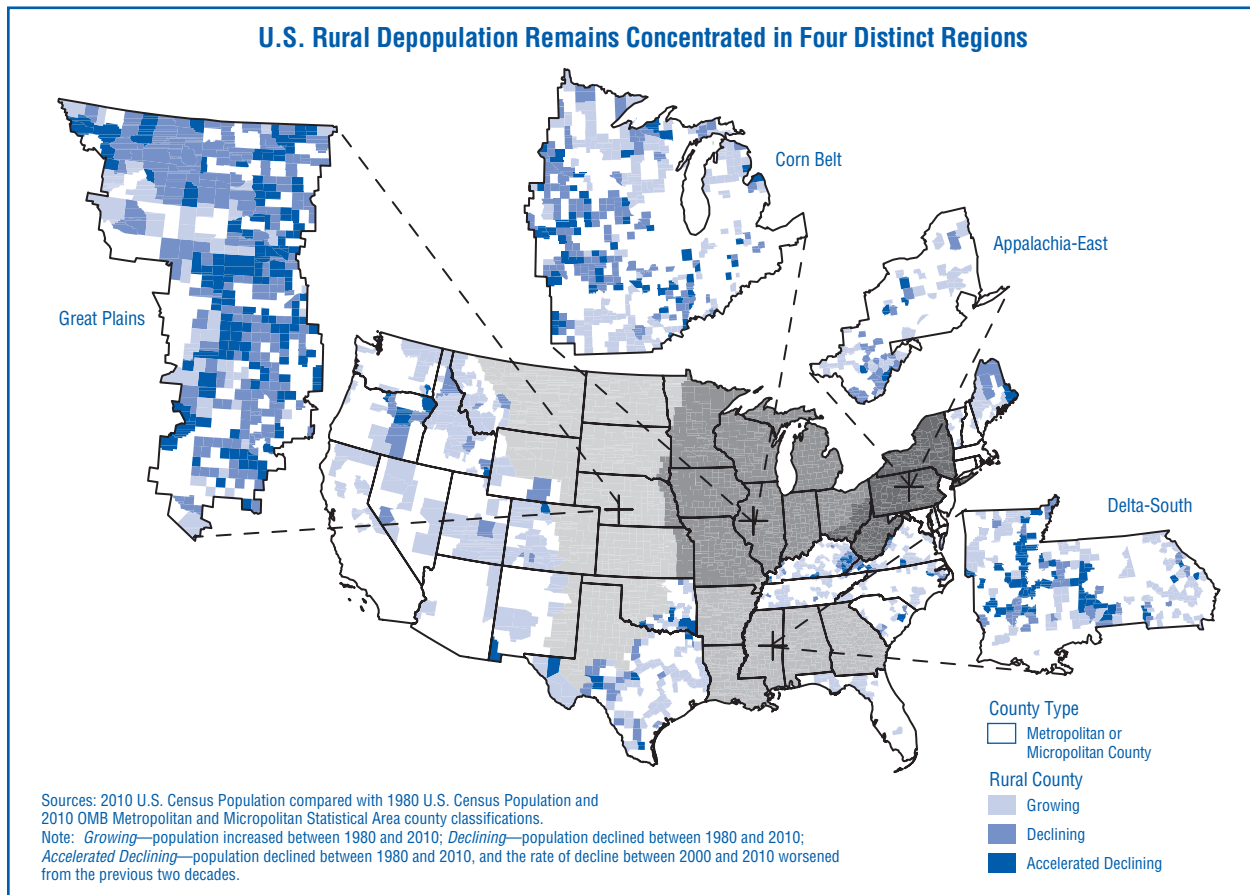 U.S. Rural Depopulation Remains Concentrated in Four Distinct Regions
Corn Belt
Appalachia-East
Great Plains
Delta-South
County Type
Metropolitan or
Micropolitan County
Rural County
Growing
Declining
Accelerated Declining
Sources: 2010 U.S. Census Population compared with 1980 U.S. Census Population and
2010 OMB Metropolitan and Micropolitan Statistical Area county classifications.
Note: Growing—population increased between 1980 and 2010; Declining—population declined between 1980 and 2010;
Accelerated Declining—population declined between 1980 and 2010, and the rate of decline between 2000 and 2010 worsened
from the previous two decades.